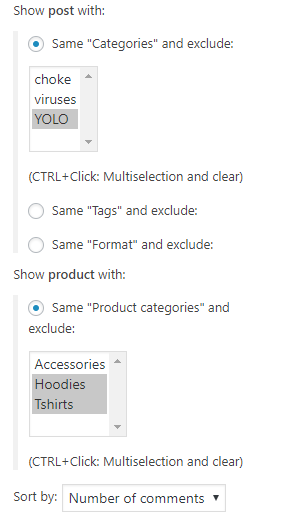 Show post with:
Same "Categories" and exclude:
choke
viruses
YOLO
(CTRL+Click: Multiselection and clear)
Same "Tags" and exclude:
Same "Format" and exclude:
Show product with:
Same "Product categories" and
exclude:
Accessories
Hoodies
Tshirts
(CTRL+Click: Multiselection and clear)
Sort by: Number of comments